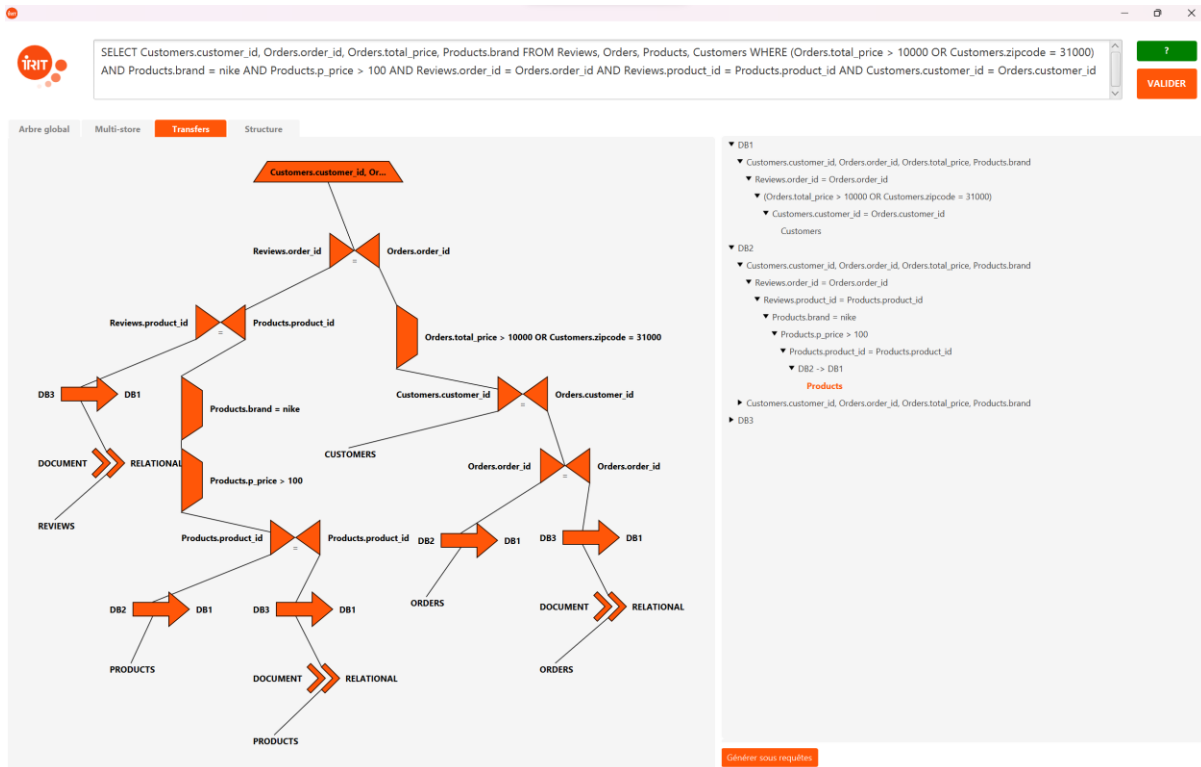 IRIT
SELECT Customers.customer_id, Orders.order_id, Orders.total_price, Products.brand FROM Reviews, Orders, Products, Customers WHERE (Orders.total_price > 10000 OR Customers.zipcode = 31000)
AND Products.brand = nike AND Products.p_price > 100 AND Reviews.order_id = Orders.order_id AND Reviews.product_id = Products.product_id AND Customers.customer_id = Orders.customer_id
?
VALIDER
Arbre global Multi-store Transfers Structure
Customers.customer_id, Or...
Reviews.order_id = Orders.order_id
Reviews.product_id = Products.product_id
Orders.total_price > 10000 OR Customers.zipcode = 31000
DB3 DB1
Products.brand = nike
Customers.customer_id = Orders.customer_id
CUSTOMERS
DOCUMENT RELATIONAL
Products.p_price > 100
Orders.order_id = Orders.order_id
REVIEWS
Products.product_id = Products.product_id
DB2 DB1
DB3 DB1
DB2 DB1
DB3 DB1
ORDERS
DOCUMENT RELATIONAL
PRODUCTS
DOCUMENT RELATIONAL
ORDERS
PRODUCTS
DB1
Customers.customer_id, Orders.order_id, Orders.total_price, Products.brand
Reviews.order_id = Orders.order_id
(Orders.total_price > 10000 OR Customers.zipcode = 31000)
Customers.customer_id = Orders.customer_id
Customers
DB2
Customers.customer_id, Orders.order_id, Orders.total_price, Products.brand
Reviews.order_id = Orders.order_id
Reviews.product_id = Products.product_id
Products.brand = nike
Products.p_price > 100
Products.product_id = Products.product_id
DB2 -> DB1
Products
Customers.customer_id, Orders.order_id, Orders.total_price, Products.brand
DB3
Générer sous requêtes